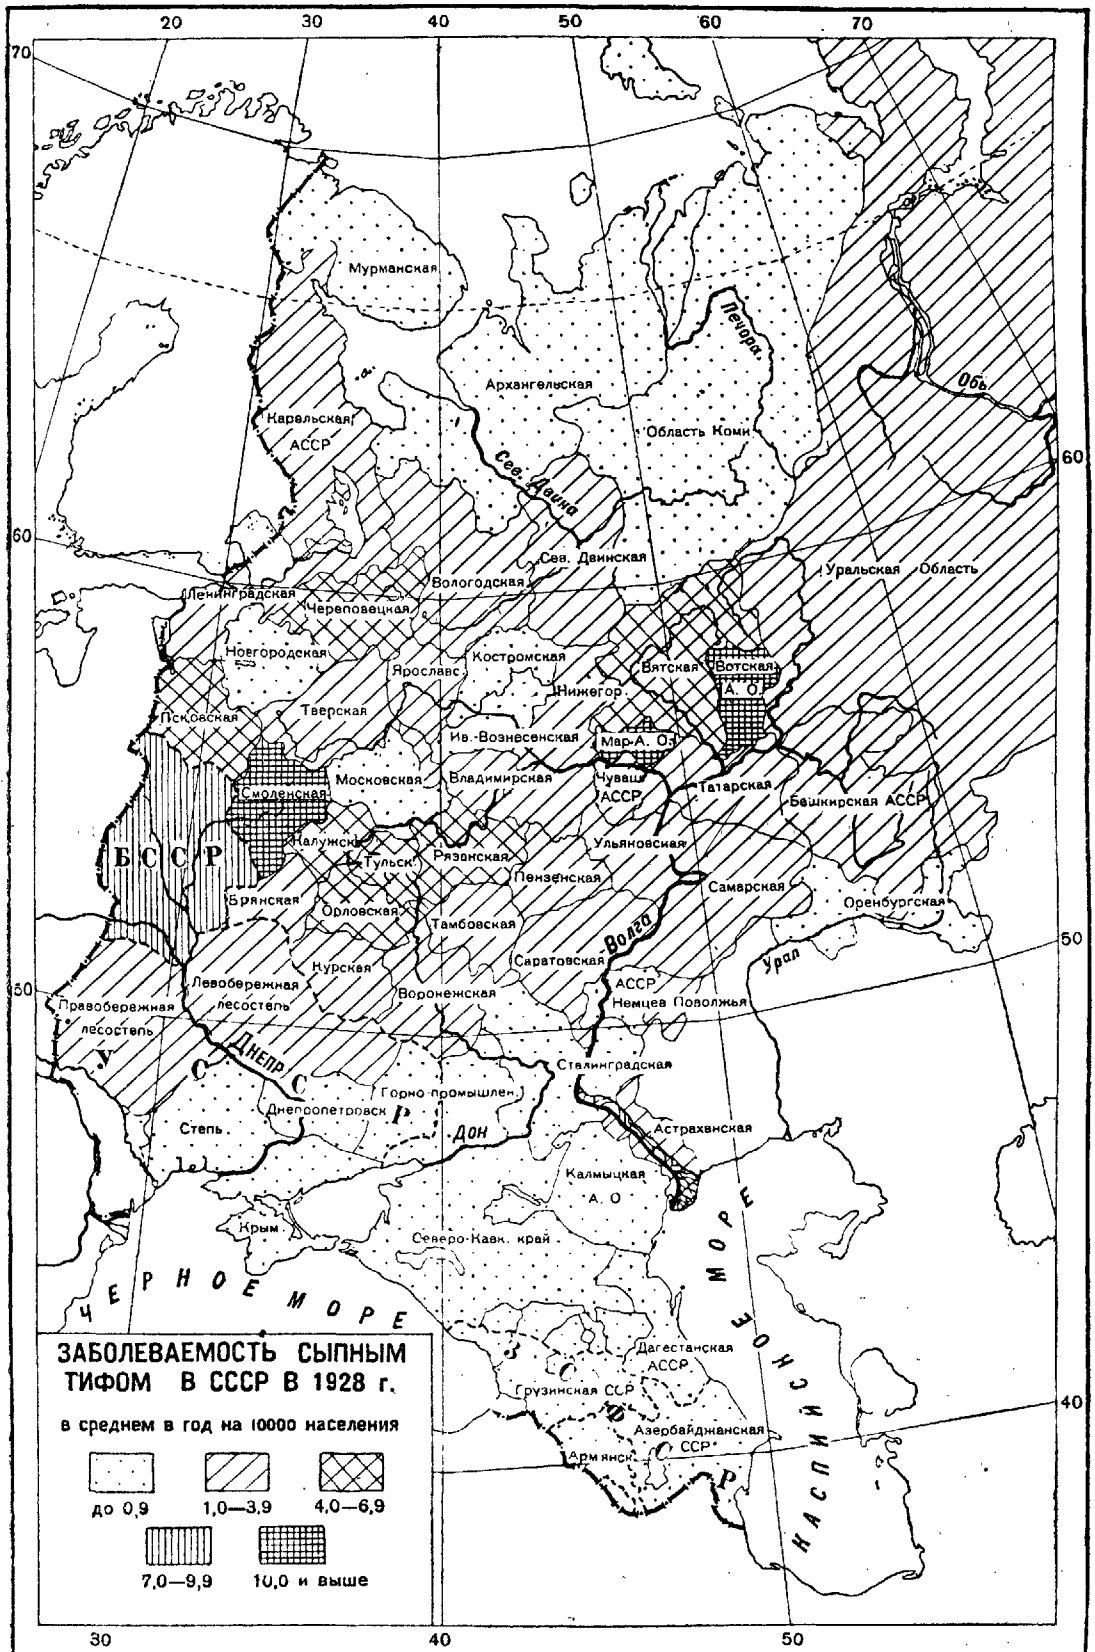 20 30 40 50 60 70
70
Мурманская
Печора
Архангельская
Обь
Карельская
АССР
Область Коми
60
Сев. Двина
60
Сев. Двинская
Вологодская
Уральская Область
Ленинградская
Череповецкая
Новгородская
Костромская
Вятская
Вотская
А. О.
Ярославс.
Нижегор.
Псковская
Тверская
Ив.-Вознесенская
Мар. А. О.
Московская
Владимирская
Смоленская
Чуваш.
АССР
Татарская
Башкирская АССР
Калужск.
Ульяновская
БССР
Тульск.
Рязанская
Пензенская
Самарская
Брянская
Оренбургская
Орловская
Тамбовская
Волга
50
Саратовская
Урал
Курская
Левобережная
лесостепь
Воронежская
АССР
Немцев Поволжья
50
Правобережная
лесостепь
У С С Р
Днепр
Сталинградская
Горно-промышлен.
Днепропетровск.
Степь
Дон
Астраханская
Калмыцкая
А. О
Крым.
Северо-Кавк. край
ЧЕРНОЕ МОРЕ
КАСПИЙСКОЕ МОРЕ
Дагестанская
АССР
З С Ф С Р
Грузинская ССР
Азербайджанская
ССР
Армянск.
40
ЗАБОЛЕВАЕМОСТЬ СЫПНЫМ
ТИФОМ В СССР В 1928 г.
в среднем в год на 10000 населения
до 0,9 1,0—3,9 4,0—6,9
7,0—9,9 10,0 и выше
30 40 50